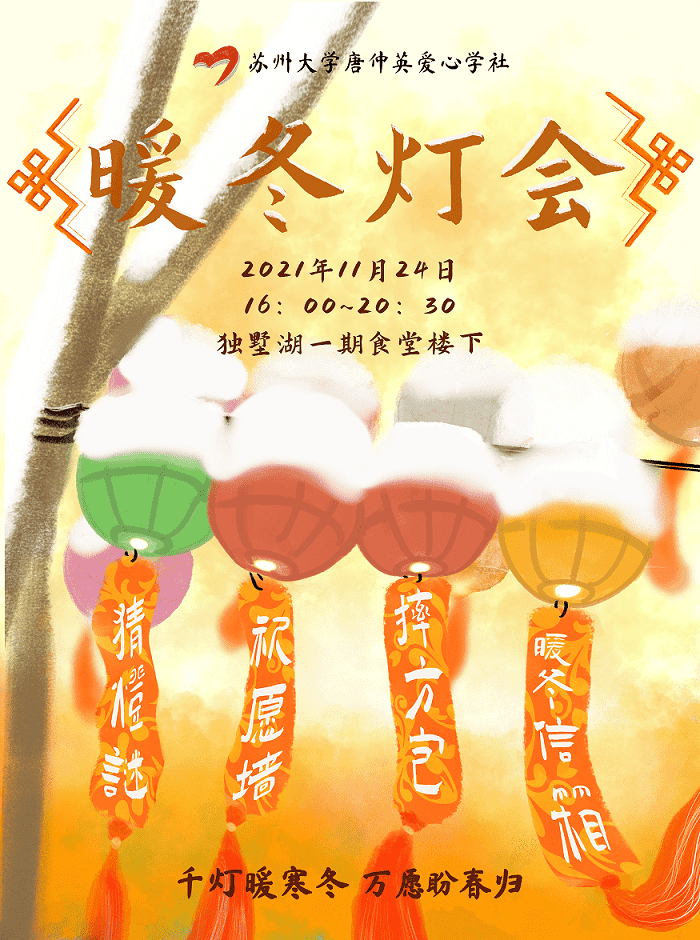 苏州大学唐仲英爱心学社
暖冬灯会
2021年11月24日
16：00~20：30
独墅湖一期食堂楼下
猜燈謎
祝愿墙
摔方包
暖冬信箱
千灯暖寒冬 万愿盼春归